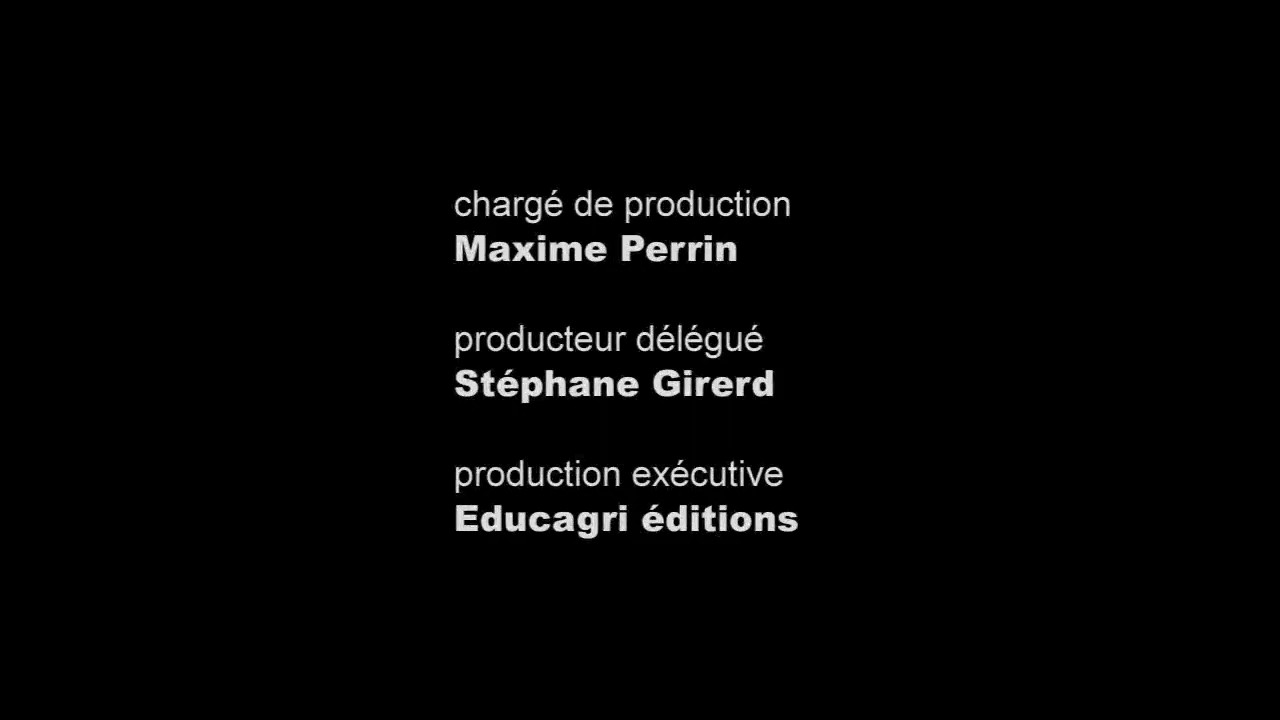 chargé de production
Maxime Perrin
producteur délégué
Stéphane Girerd
production exécutive
Educagri éditions